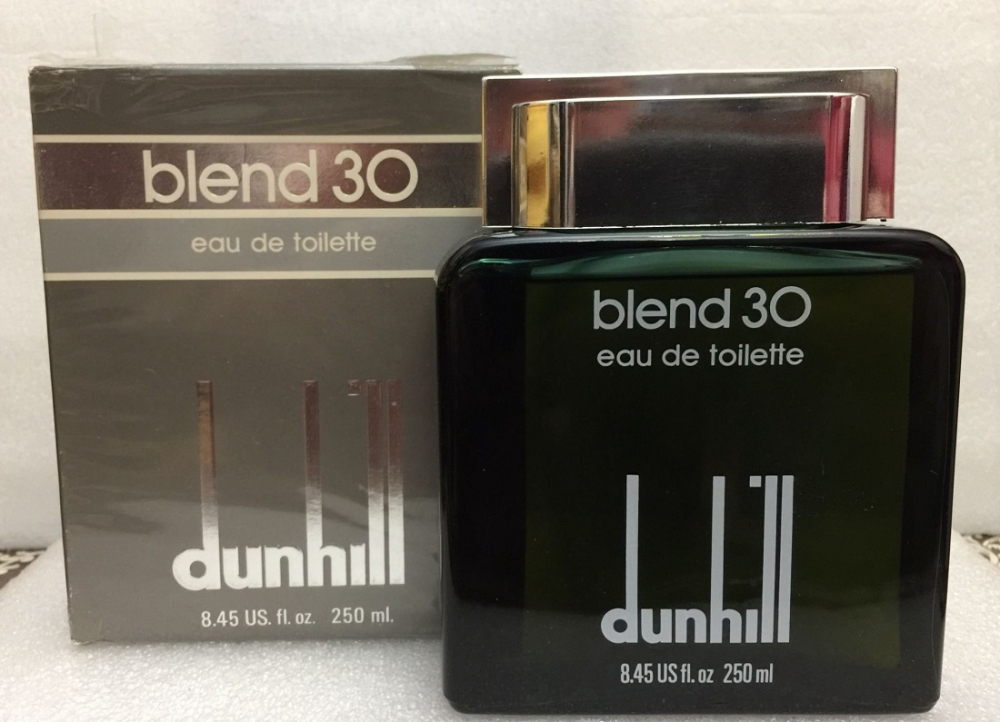 blend 30
eau de toilette
dunhill
8.45 US. fl. oz. 250 ml.
blend 30
eau de toilette
dunhill
8.45 US fl. oz 250 ml